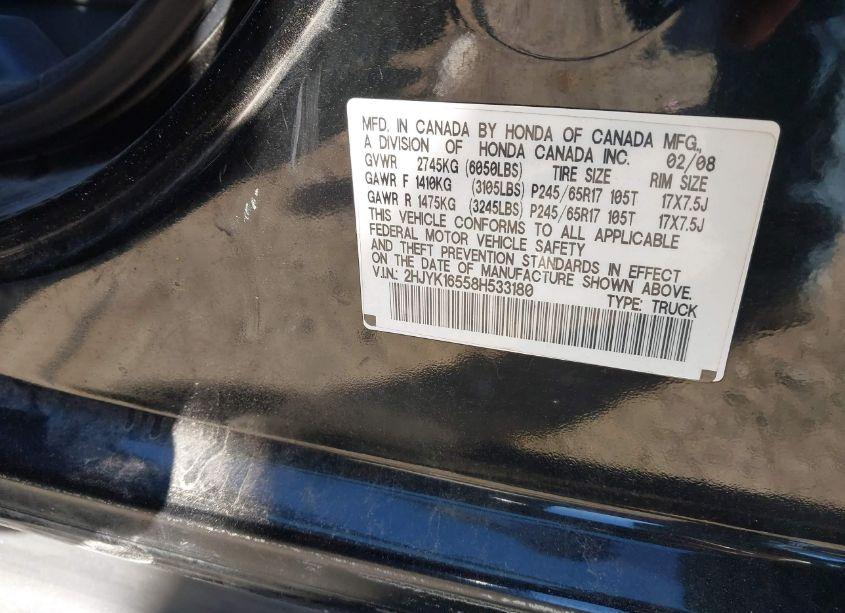 MFD. IN CANADA BY HONDA OF CANADA MFG.,
A DIVISION OF HONDA CANADA INC. 02/08
GVWR 2745KG (6050LBS) TIRE SIZE RIM SIZE
GAWR F 1410KG (3105LBS) P245/65R17 105T 17X7.5J
GAWR R 1475KG (3245LBS) P245/65R17 105T 17X7.5J
THIS VEHICLE CONFORMS TO ALL APPLICABLE
FEDERAL MOTOR VEHICLE SAFETY
AND THEFT PREVENTION STANDARDS IN EFFECT
ON THE DATE OF MANUFACTURE SHOWN ABOVE.
V.I.N.: 2HJYK16558H533180 TYPE: TRUCK